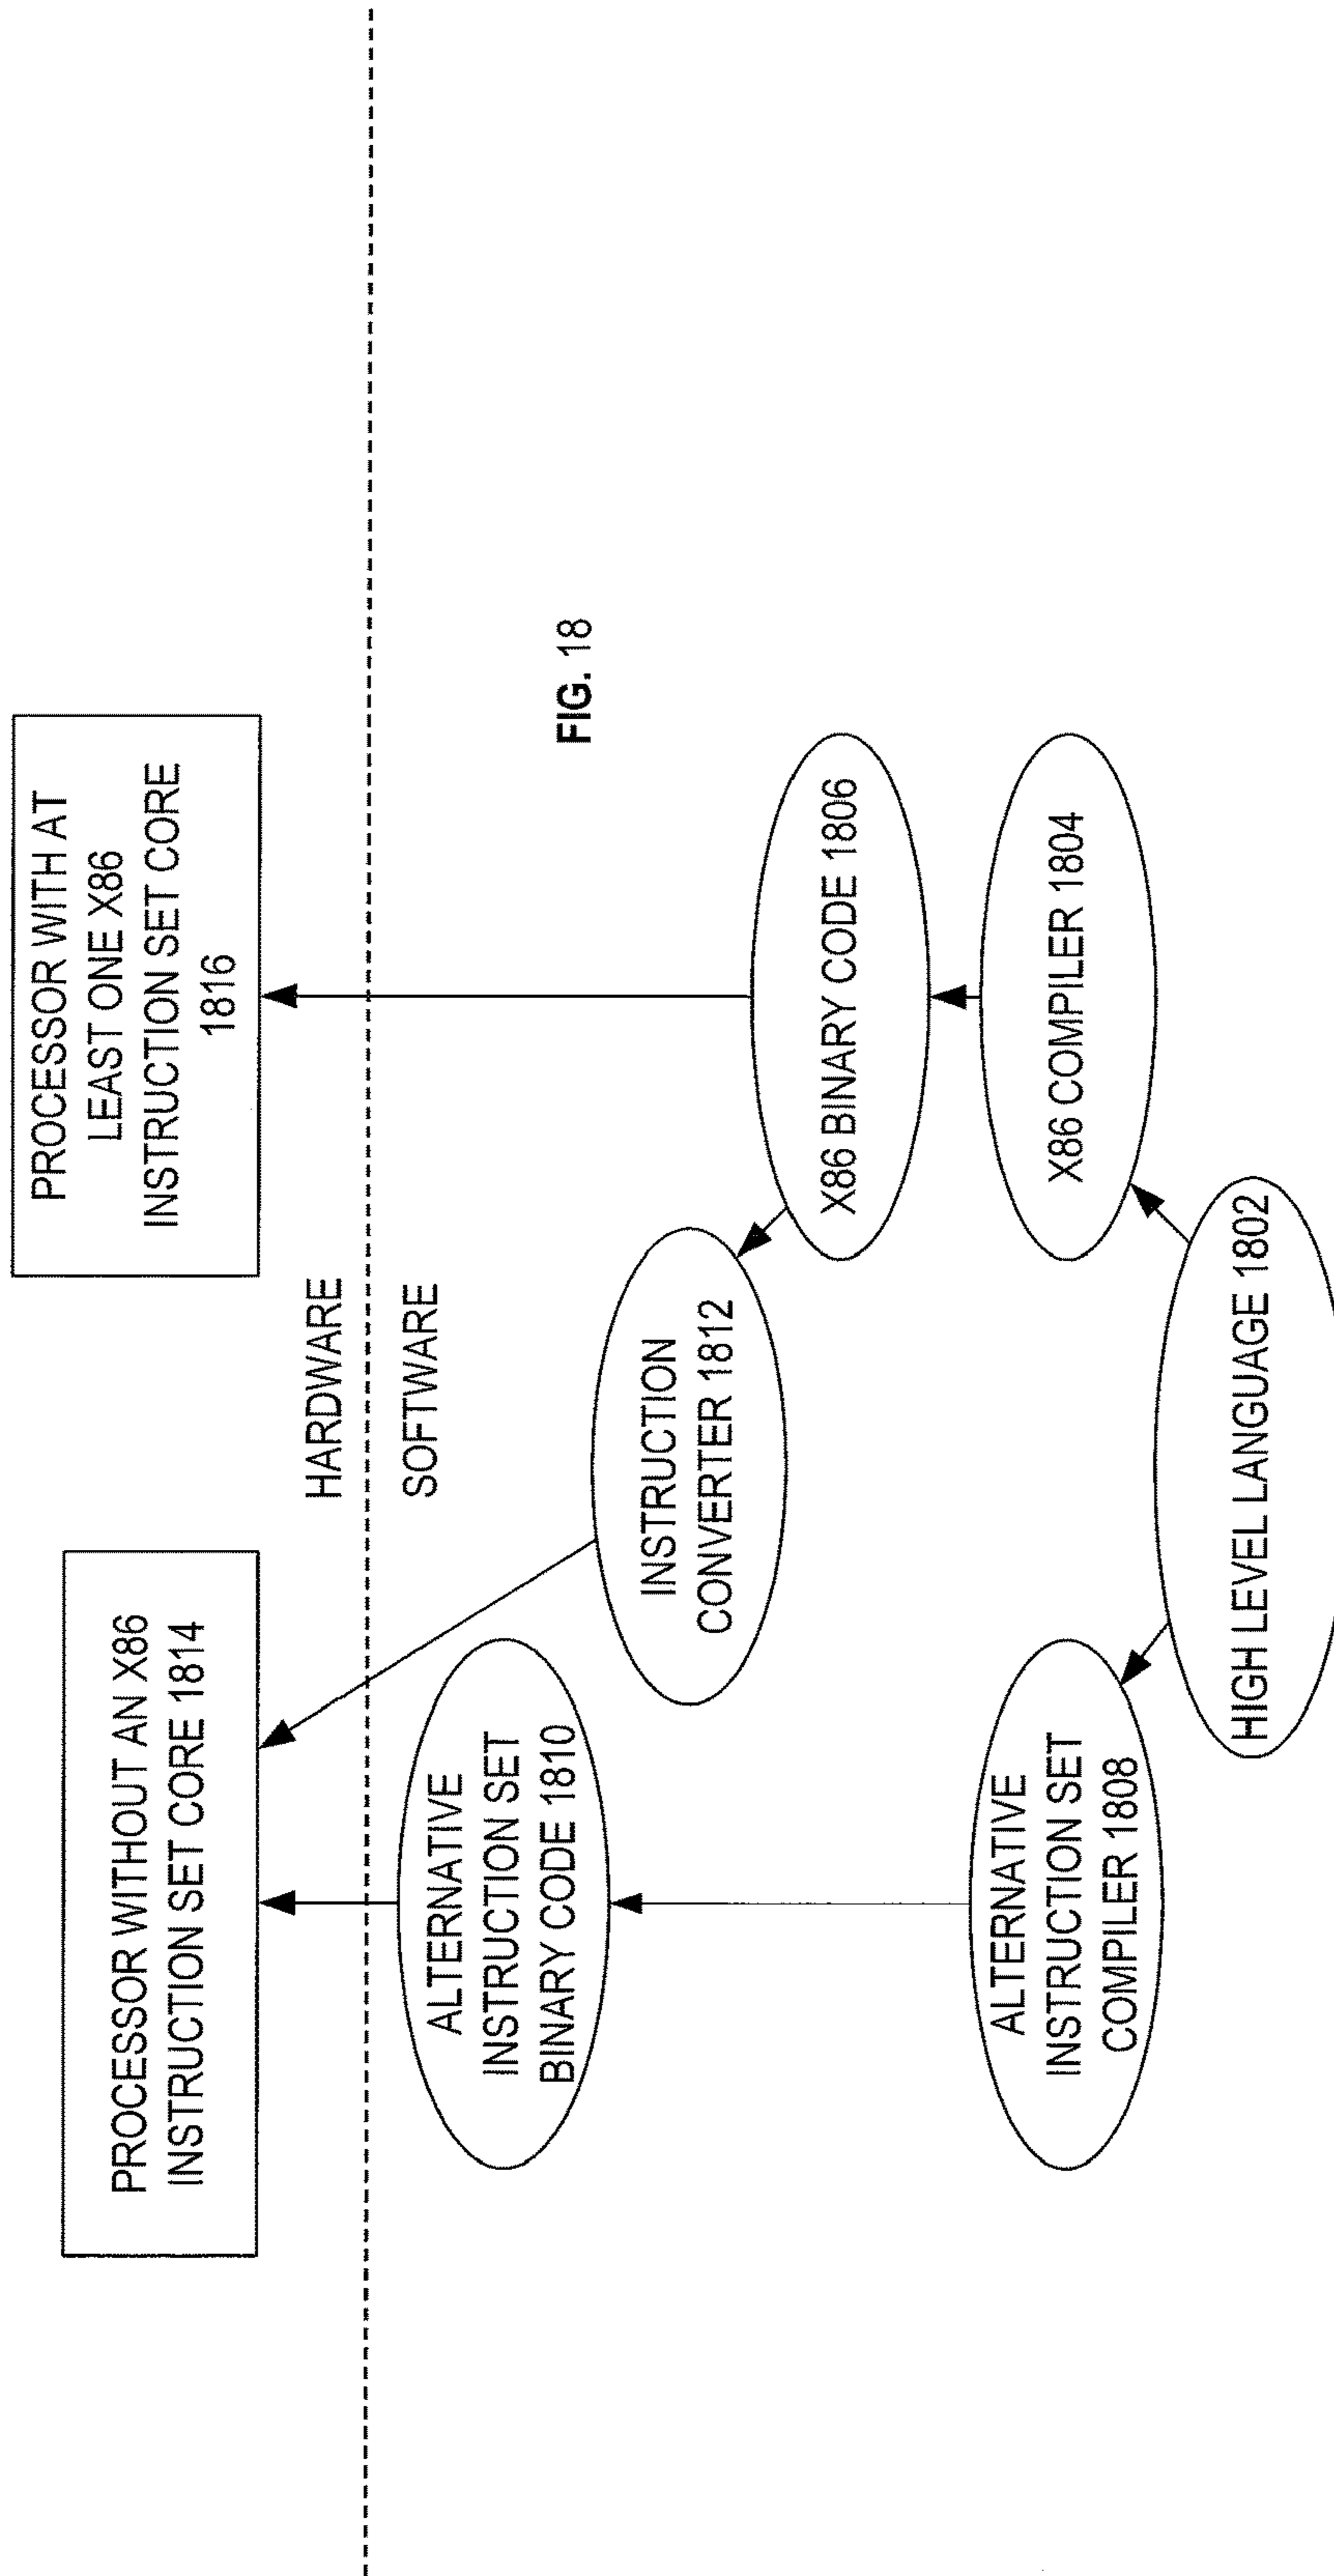 PROCESSOR WITHOUT AN X86
INSTRUCTION SET CORE 1814
PROCESSOR WITH AT
LEAST ONE X86
INSTRUCTION SET CORE
1816
HARDWARE
SOFTWARE
ALTERNATIVE
INSTRUCTION SET
BINARY CODE 1810
INSTRUCTION
CONVERTER 1812
FIG. 18
X86 BINARY CODE 1806
ALTERNATIVE
INSTRUCTION SET
COMPILER 1808
X86 COMPILER 1804
HIGH LEVEL LANGUAGE 1802